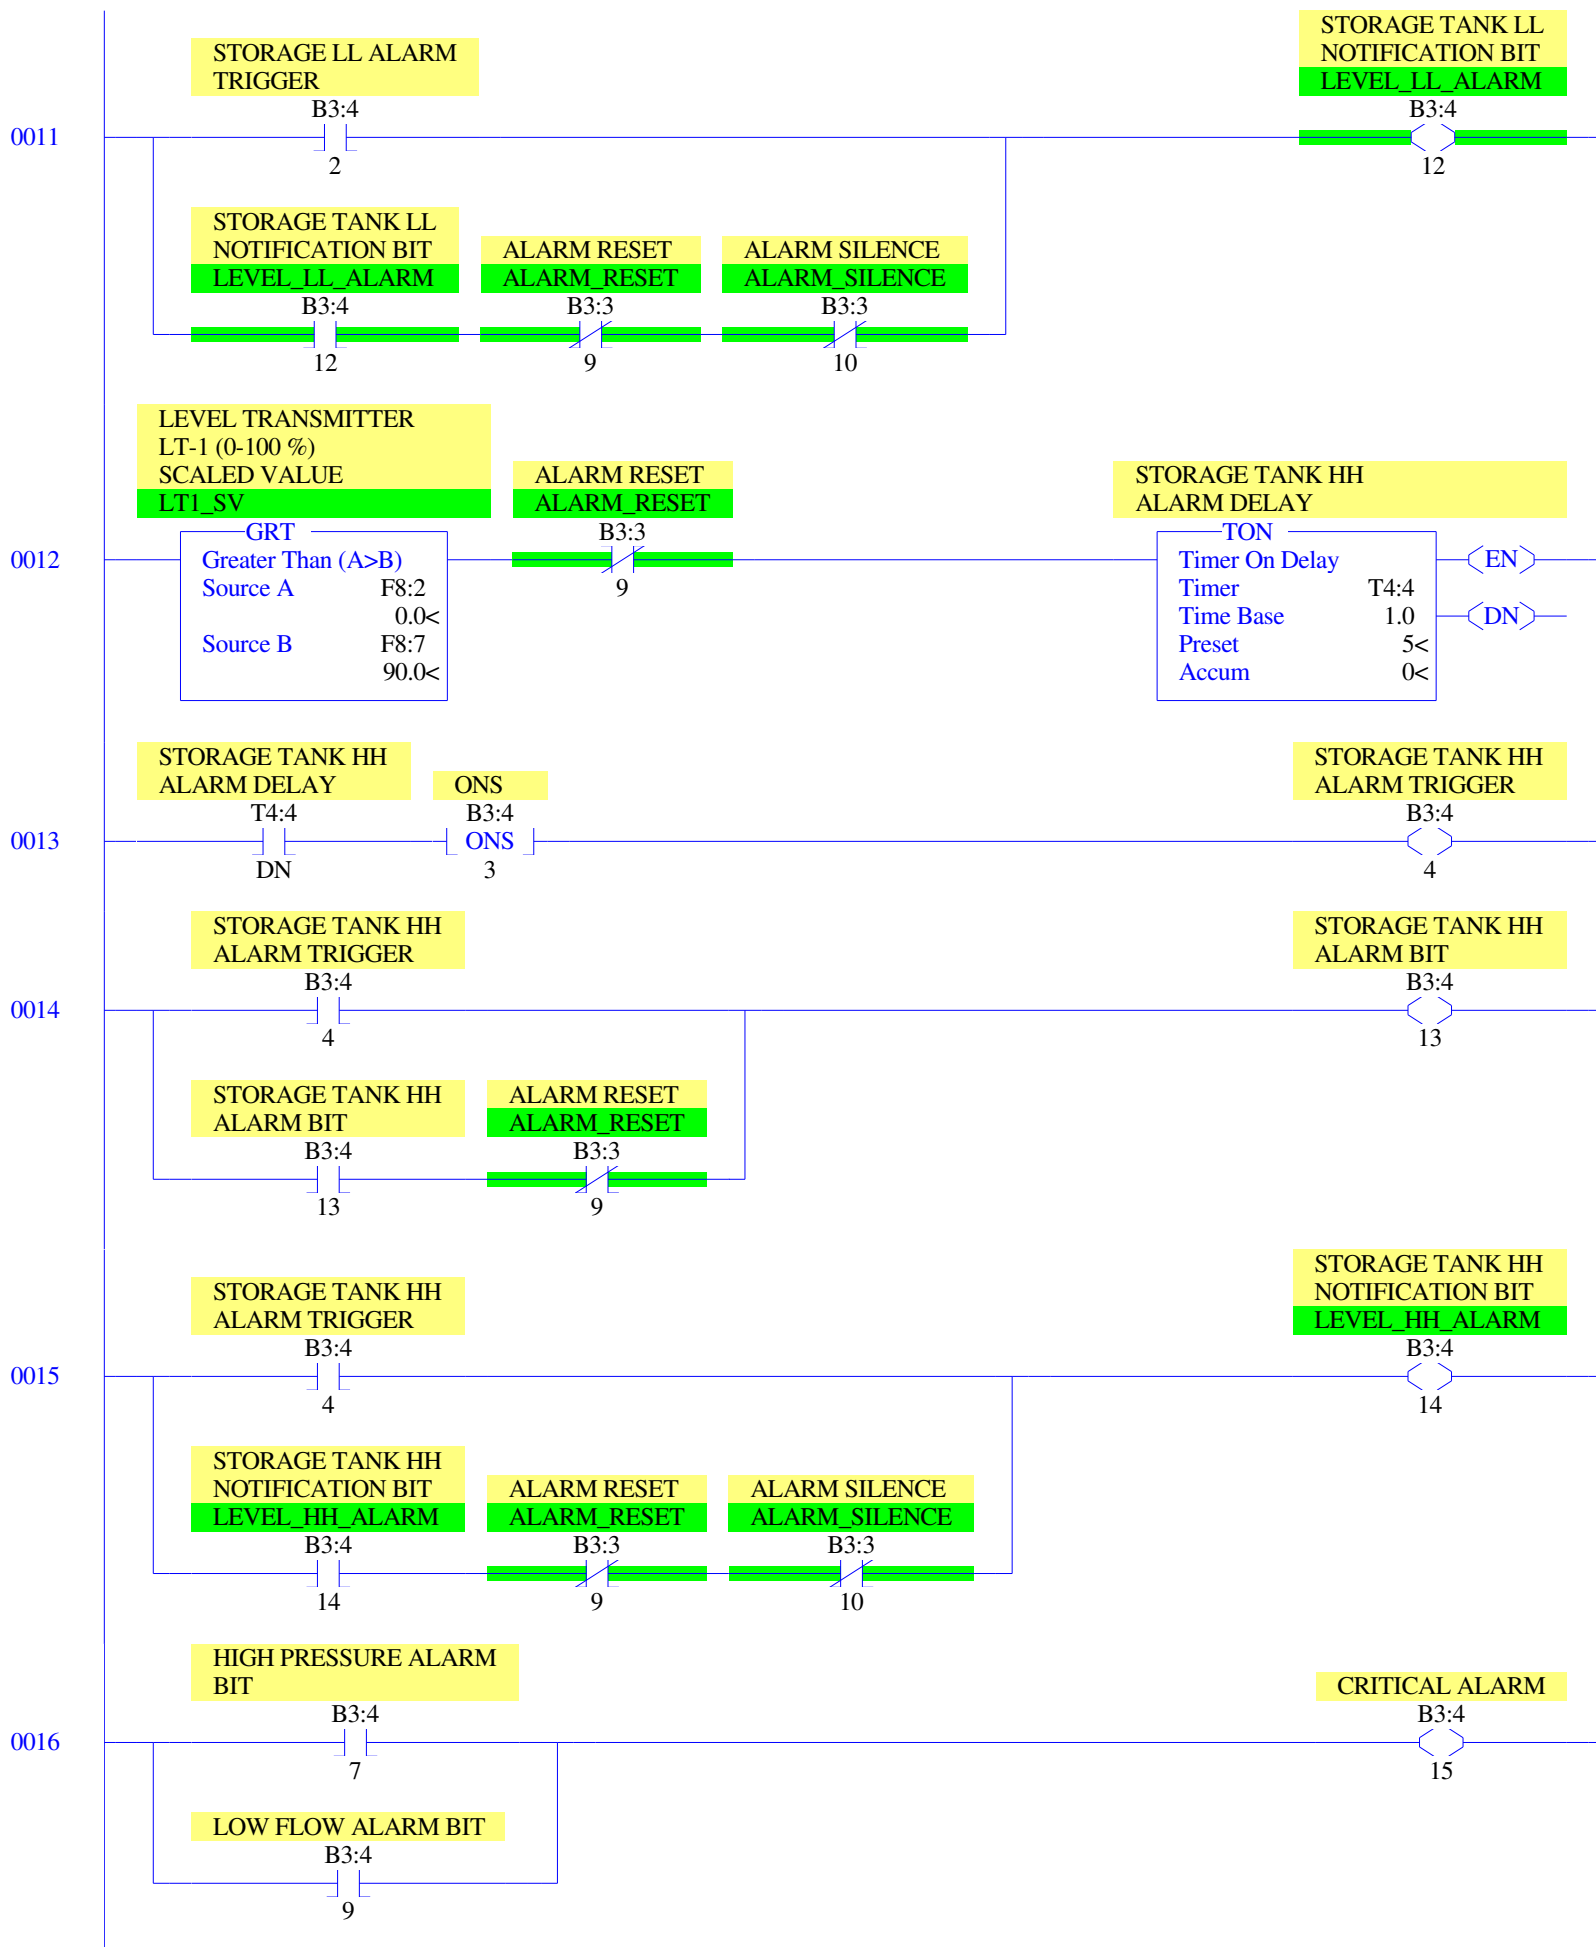 STORAGE LL ALARM
TRIGGER
B3:4
2
STORAGE TANK LL
NOTIFICATION BIT
LEVEL_LL_ALARM
B3:4
12
0011
STORAGE TANK LL
NOTIFICATION BIT
LEVEL_LL_ALARM
B3:4
12
ALARM RESET
ALARM_RESET
B3:3
9
ALARM SILENCE
ALARM_SILENCE
B3:3
10
LEVEL TRANSMITTER
LT-1 (0-100 %)
SCALED VALUE
LT1_SV
0012
GRT
Greater Than (A>B)
Source A F8:2
0.0<
Source B F8:7
90.0<
ALARM RESET
ALARM_RESET
B3:3
9
STORAGE TANK HH
ALARM DELAY
TON
Timer On Delay
Timer T4:4
Time Base 1.0
Preset 5<
Accum 0<
EN
DN
STORAGE TANK HH
ALARM DELAY
T4:4
DN
ONS
B3:4
ONS
3
STORAGE TANK HH
ALARM TRIGGER
B3:4
4
0013
STORAGE TANK HH
ALARM TRIGGER
B3:4
4
STORAGE TANK HH
ALARM BIT
B3:4
13
0014
STORAGE TANK HH
ALARM BIT
B3:4
13
ALARM RESET
ALARM_RESET
B3:3
9
STORAGE TANK HH
ALARM TRIGGER
B3:4
4
STORAGE TANK HH
NOTIFICATION BIT
LEVEL_HH_ALARM
B3:4
14
0015
STORAGE TANK HH
NOTIFICATION BIT
LEVEL_HH_ALARM
B3:4
14
ALARM RESET
ALARM_RESET
B3:3
9
ALARM SILENCE
ALARM_SILENCE
B3:3
10
HIGH PRESSURE ALARM
BIT
B3:4
7
CRITICAL ALARM
B3:4
15
0016
LOW FLOW ALARM BIT
B3:4
9